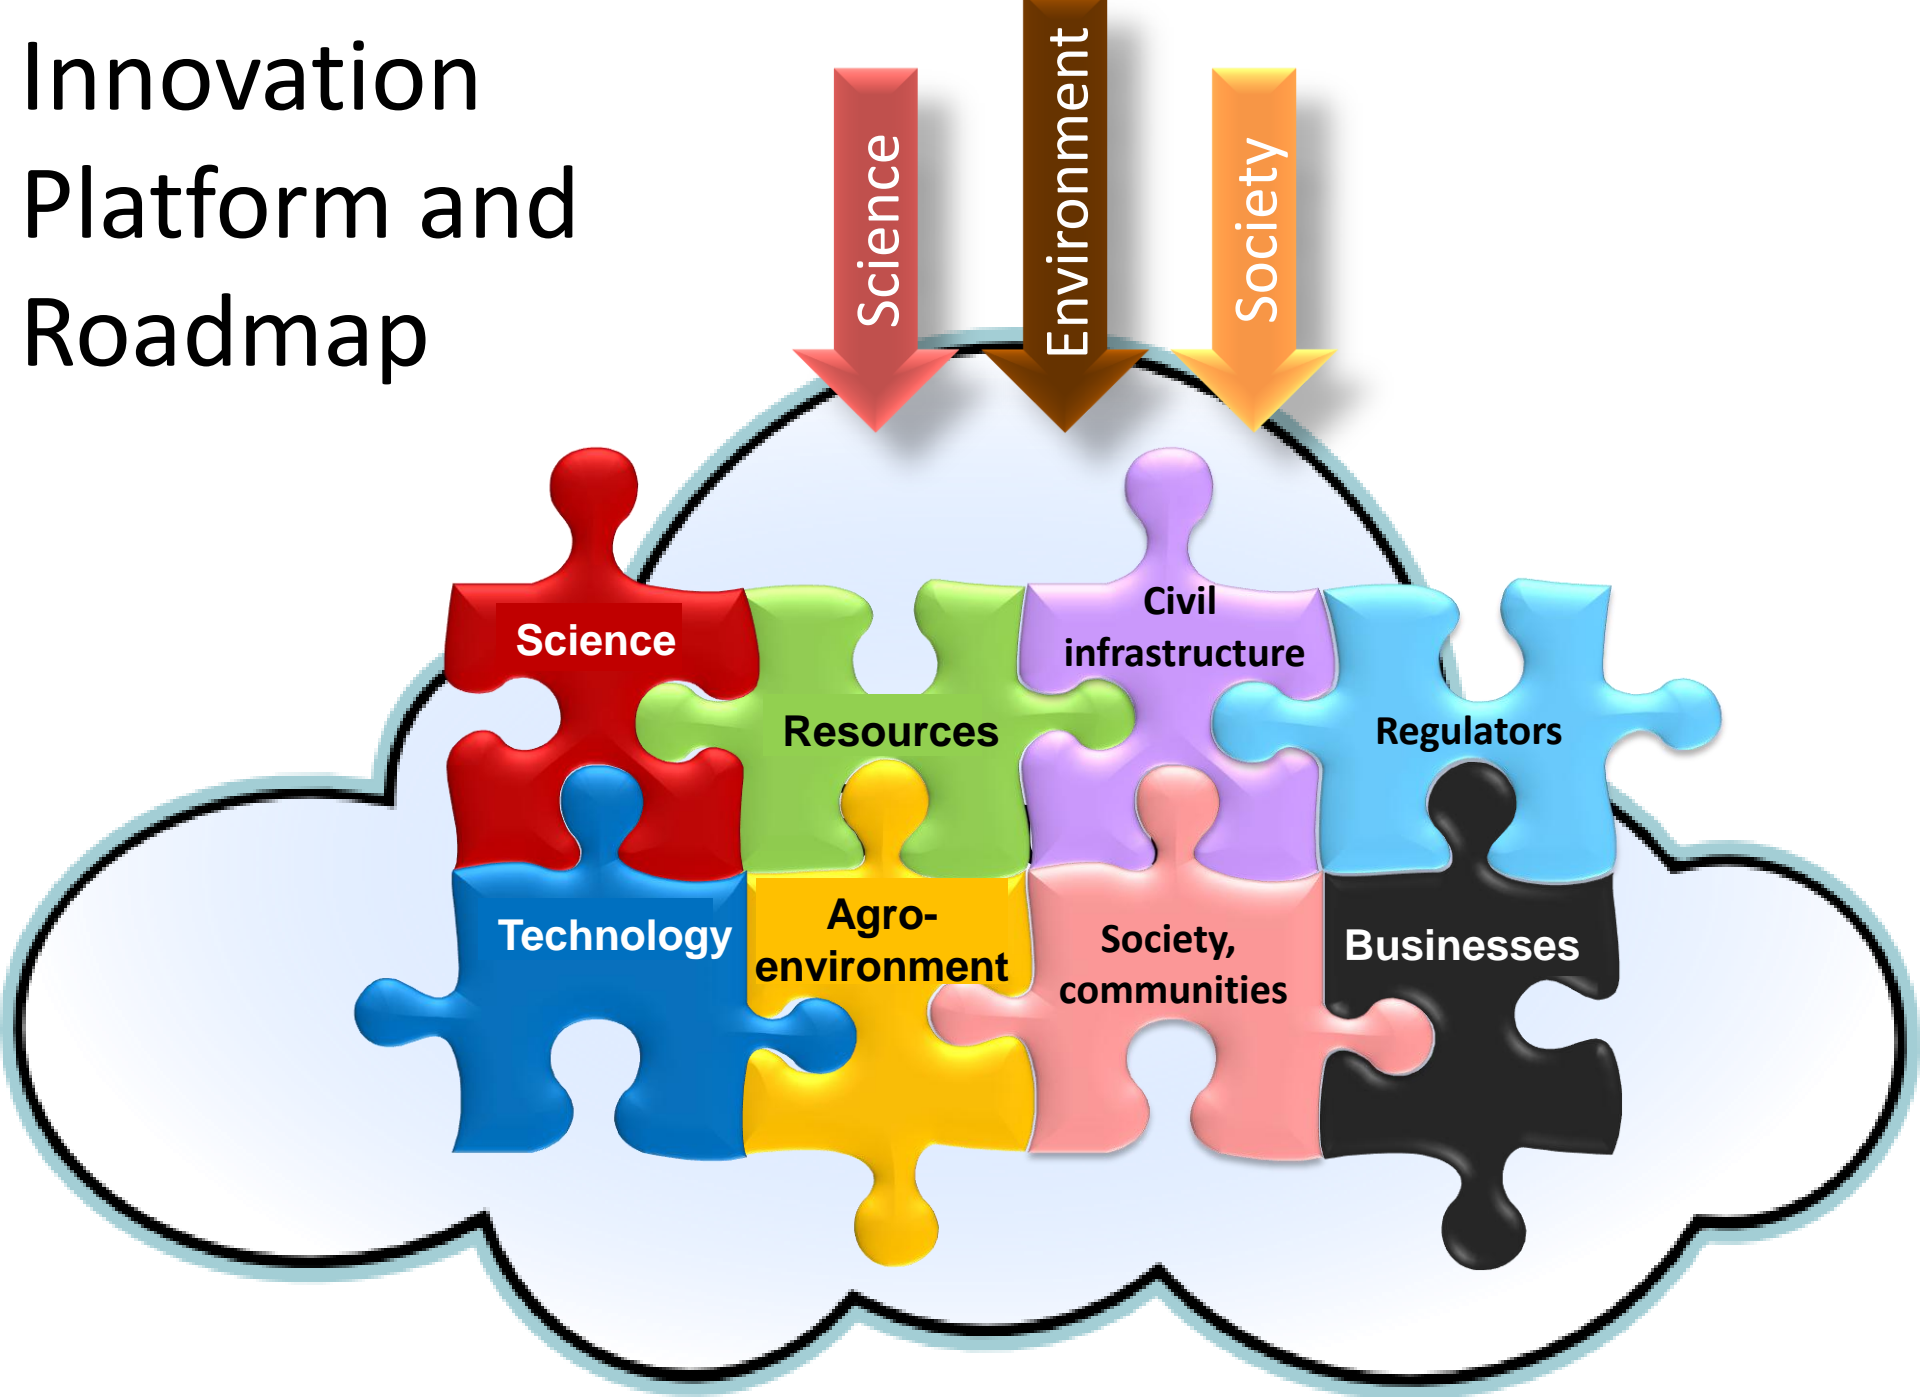 Innovation
Platform and
Roadmap
Science
Environment
Society
Science
Resources
Civil
infrastructure
Regulators
Technology
Agro-
environment
Society,
communities
Businesses